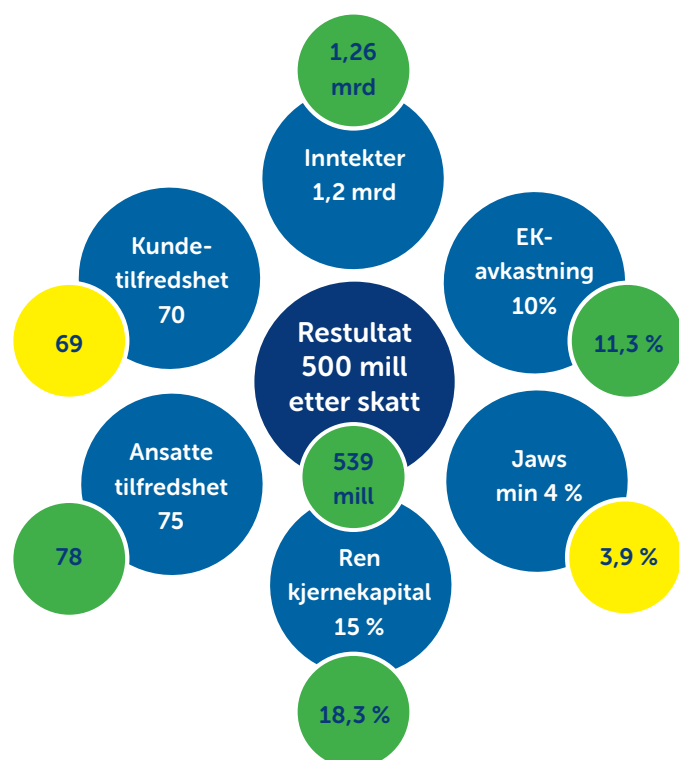 1,26
mrd
Inntekter
1,2 mrd
Kunde-
tilfredshet
70
69
EK-
avkastning
10%
11,3 %
Restultat
500 mill
etter skatt
539
mill
Ansatte
tilfredshet
75
78
Jaws
min 4 %
3,9 %
Ren
kjernekapital
15 %
18,3 %